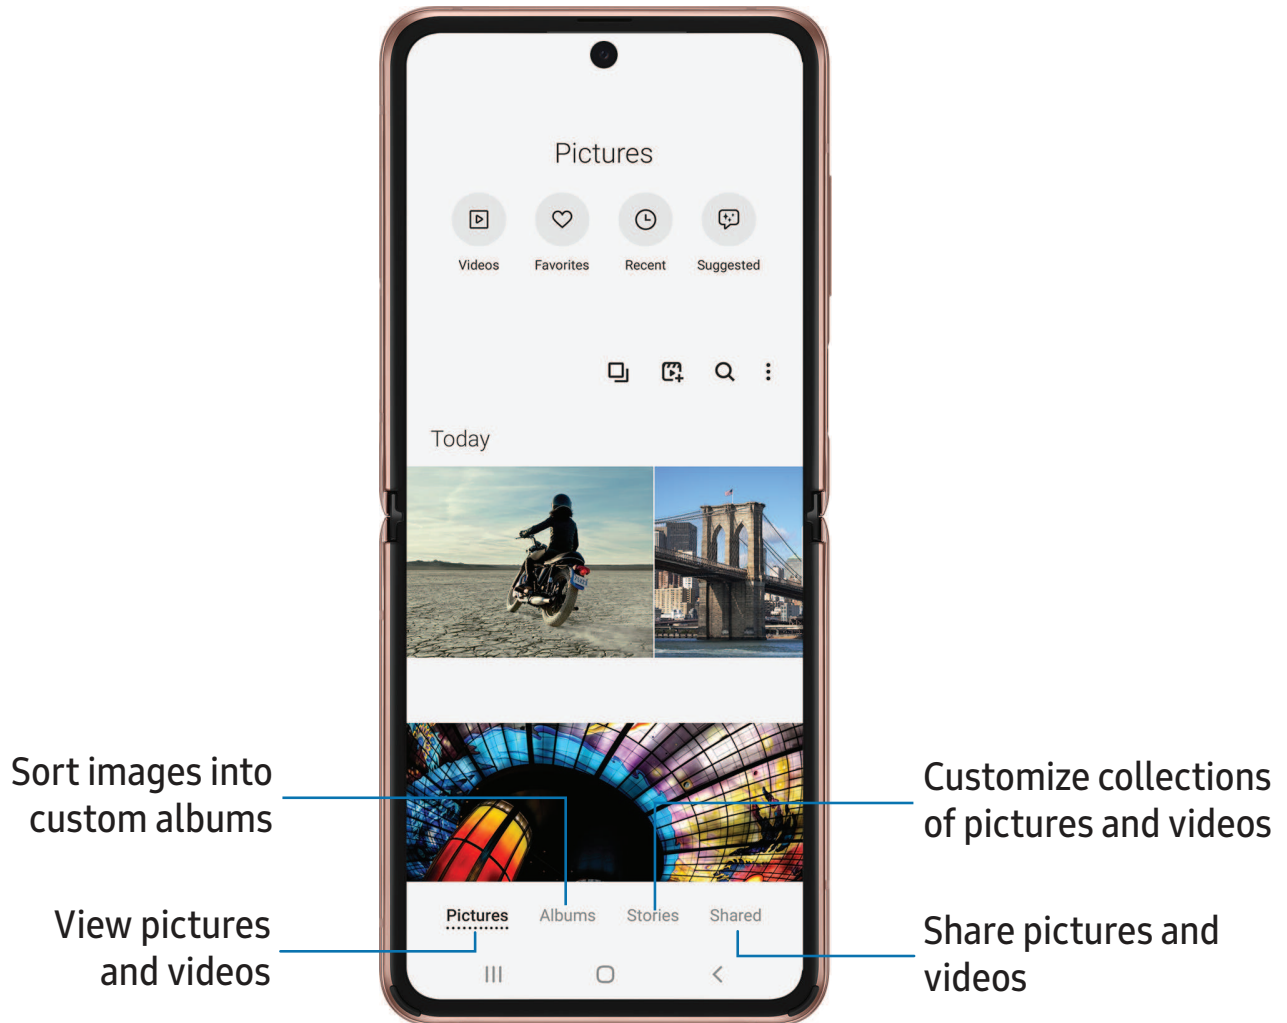 Pictures
Videos
Favorites
Recent
Suggested
Today
Sort images into
custom albums
Customize collections
of pictures and videos
Pictures
Albums
Stories
Shared
View pictures
and videos
Share pictures and
videos